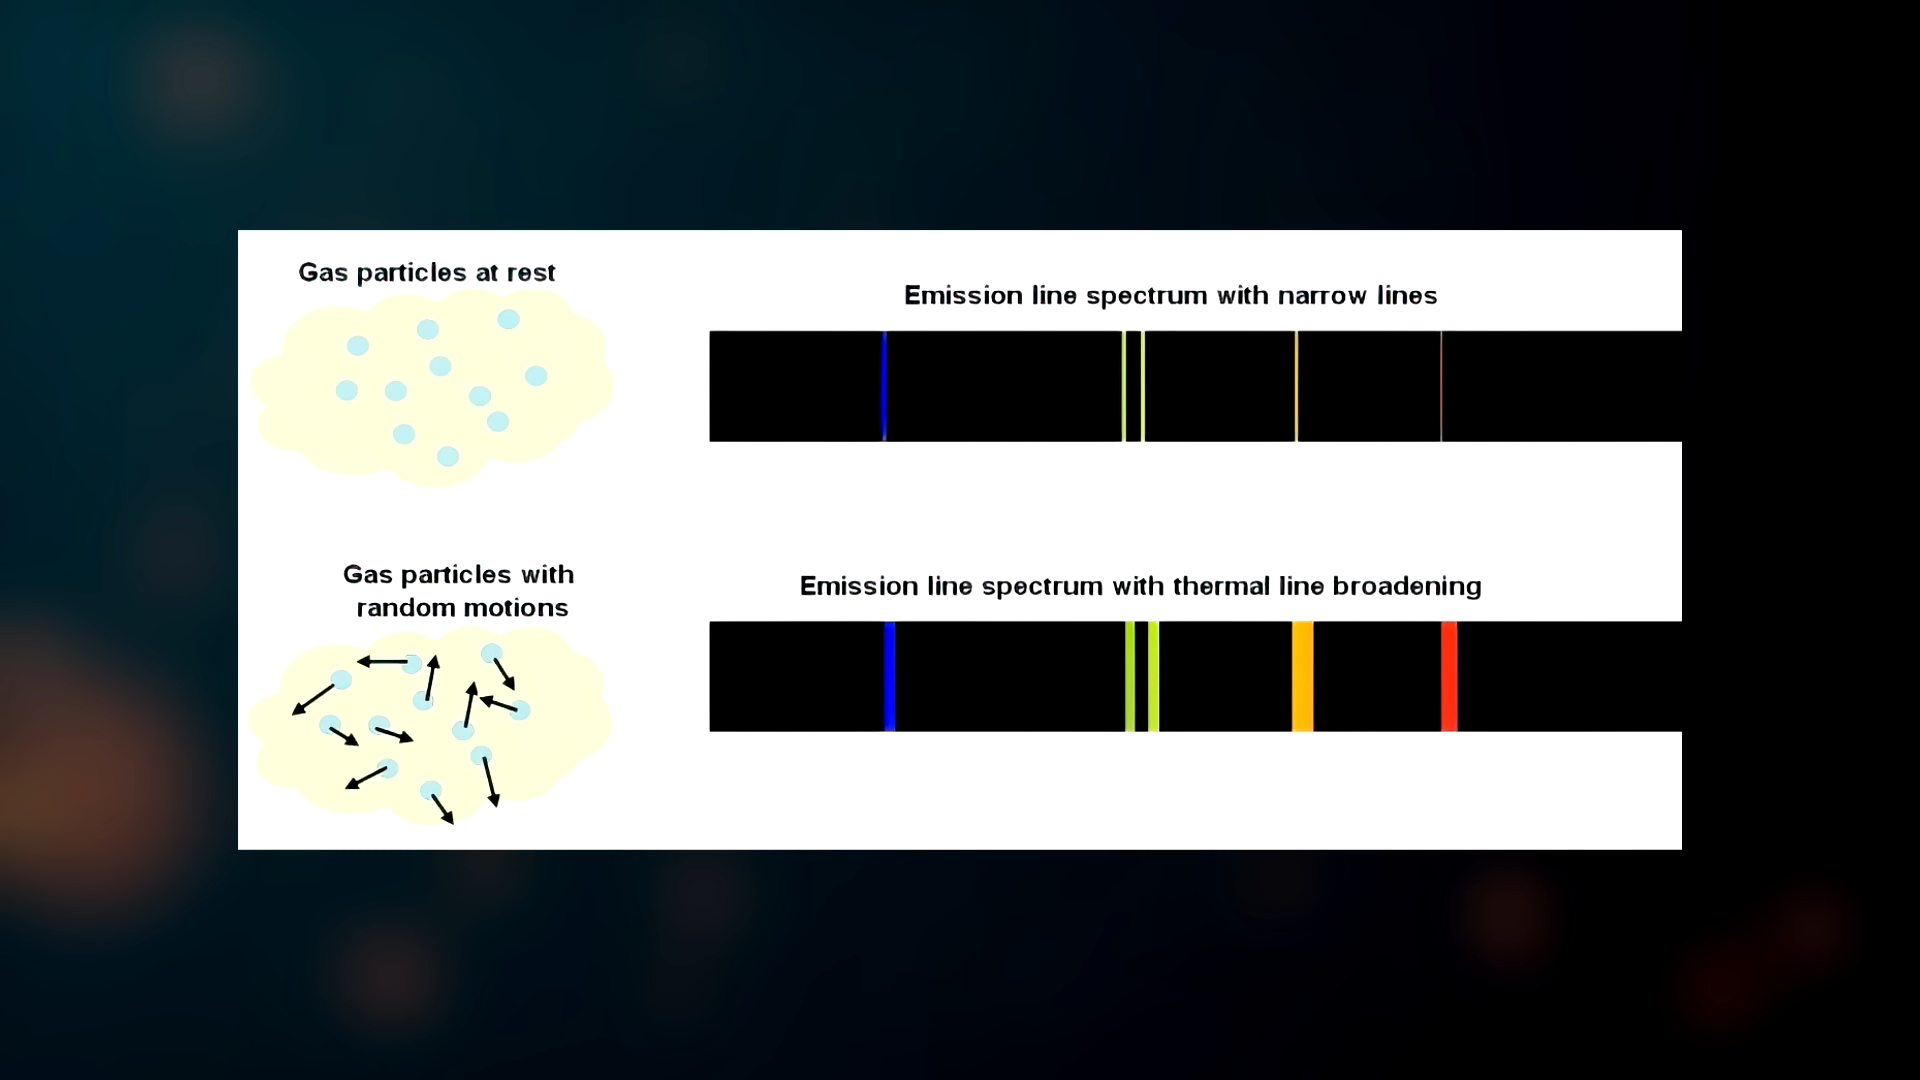 Gas particles at rest
Emission line spectrum with narrow lines
Gas particles with
random motions
Emission line spectrum with thermal line broadening